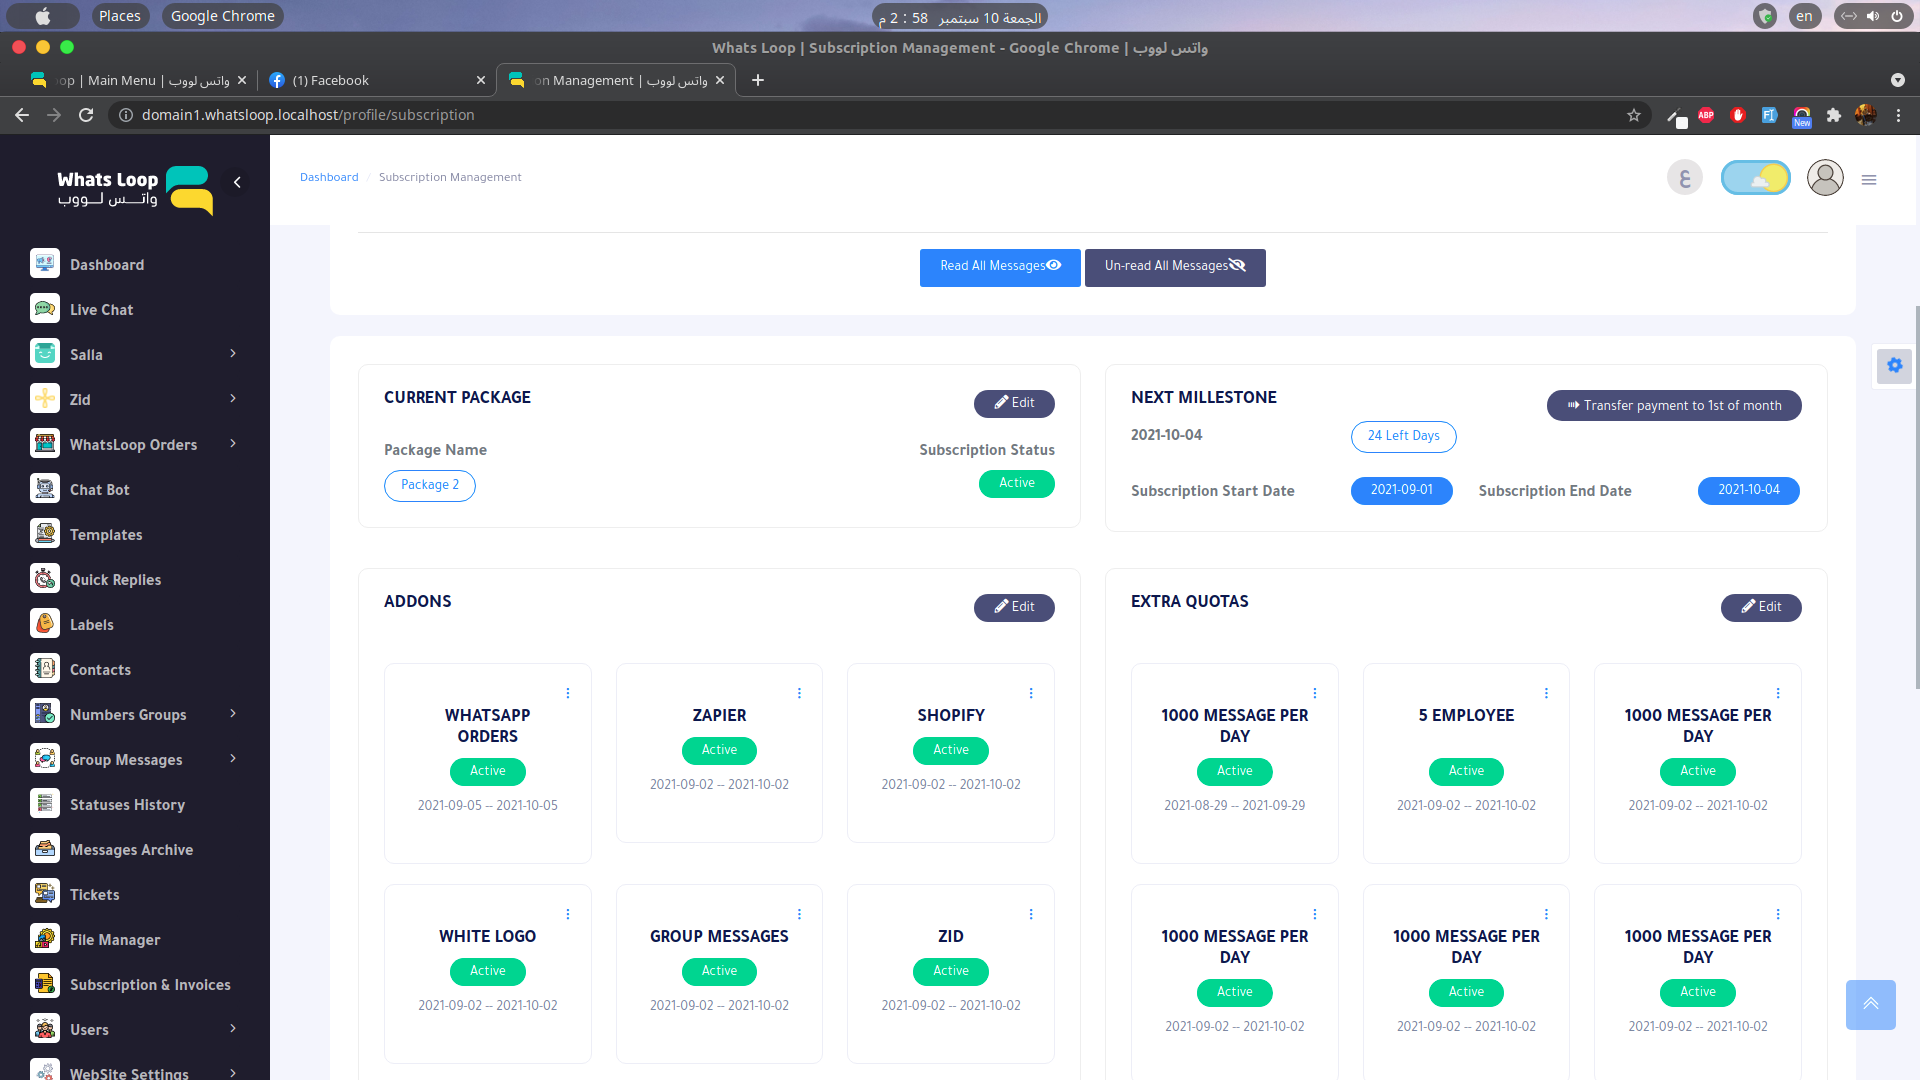 Places
Google Chrome
الجمعة 10 سبتمبر 2 : 58 م
en
Whats Loop | Subscription Management - Google Chrome | واتس لووب
op | Main Menu | واتس لووب
(1) Facebook
on Management | واتس لووب
domain1.whatsloop.localhost/profile/subscription
ABP
New
Whats Loop
واتـــس لـــووب
Dashboard / Subscription Management
ع
Dashboard
Live Chat
Salla
Zid
WhatsLoop Orders
Chat Bot
Templates
Quick Replies
Labels
Contacts
Numbers Groups
Group Messages
Statuses History
Messages Archive
Tickets
File Manager
Subscription & Invoices
Users
WebSite Settings
Read All Messages
Un-read All Messages
CURRENT PACKAGE
Edit
Package Name
Subscription Status
Package 2
Active
NEXT MILLESTONE
Transfer payment to 1st of month
2021-10-04
24 Left Days
Subscription Start Date
2021-09-01
Subscription End Date
2021-10-04
ADDONS
Edit
WHATSAPP
ORDERS
Active
2021-09-05 -- 2021-10-05
ZAPIER
Active
2021-09-02 -- 2021-10-02
SHOPIFY
Active
2021-09-02 -- 2021-10-02
WHITE LOGO
Active
2021-09-02 -- 2021-10-02
GROUP MESSAGES
Active
2021-09-02 -- 2021-10-02
ZID
Active
2021-09-02 -- 2021-10-02
EXTRA QUOTAS
Edit
1000 MESSAGE PER
DAY
Active
2021-08-29 -- 2021-09-29
5 EMPLOYEE
Active
2021-09-02 -- 2021-10-02
1000 MESSAGE PER
DAY
Active
2021-09-02 -- 2021-10-02
1000 MESSAGE PER
DAY
Active
2021-09-02 -- 2021-10-02
1000 MESSAGE PER
DAY
Active
2021-09-02 -- 2021-10-02
1000 MESSAGE PER
DAY
Active
2021-09-02 -- 2021-10-02